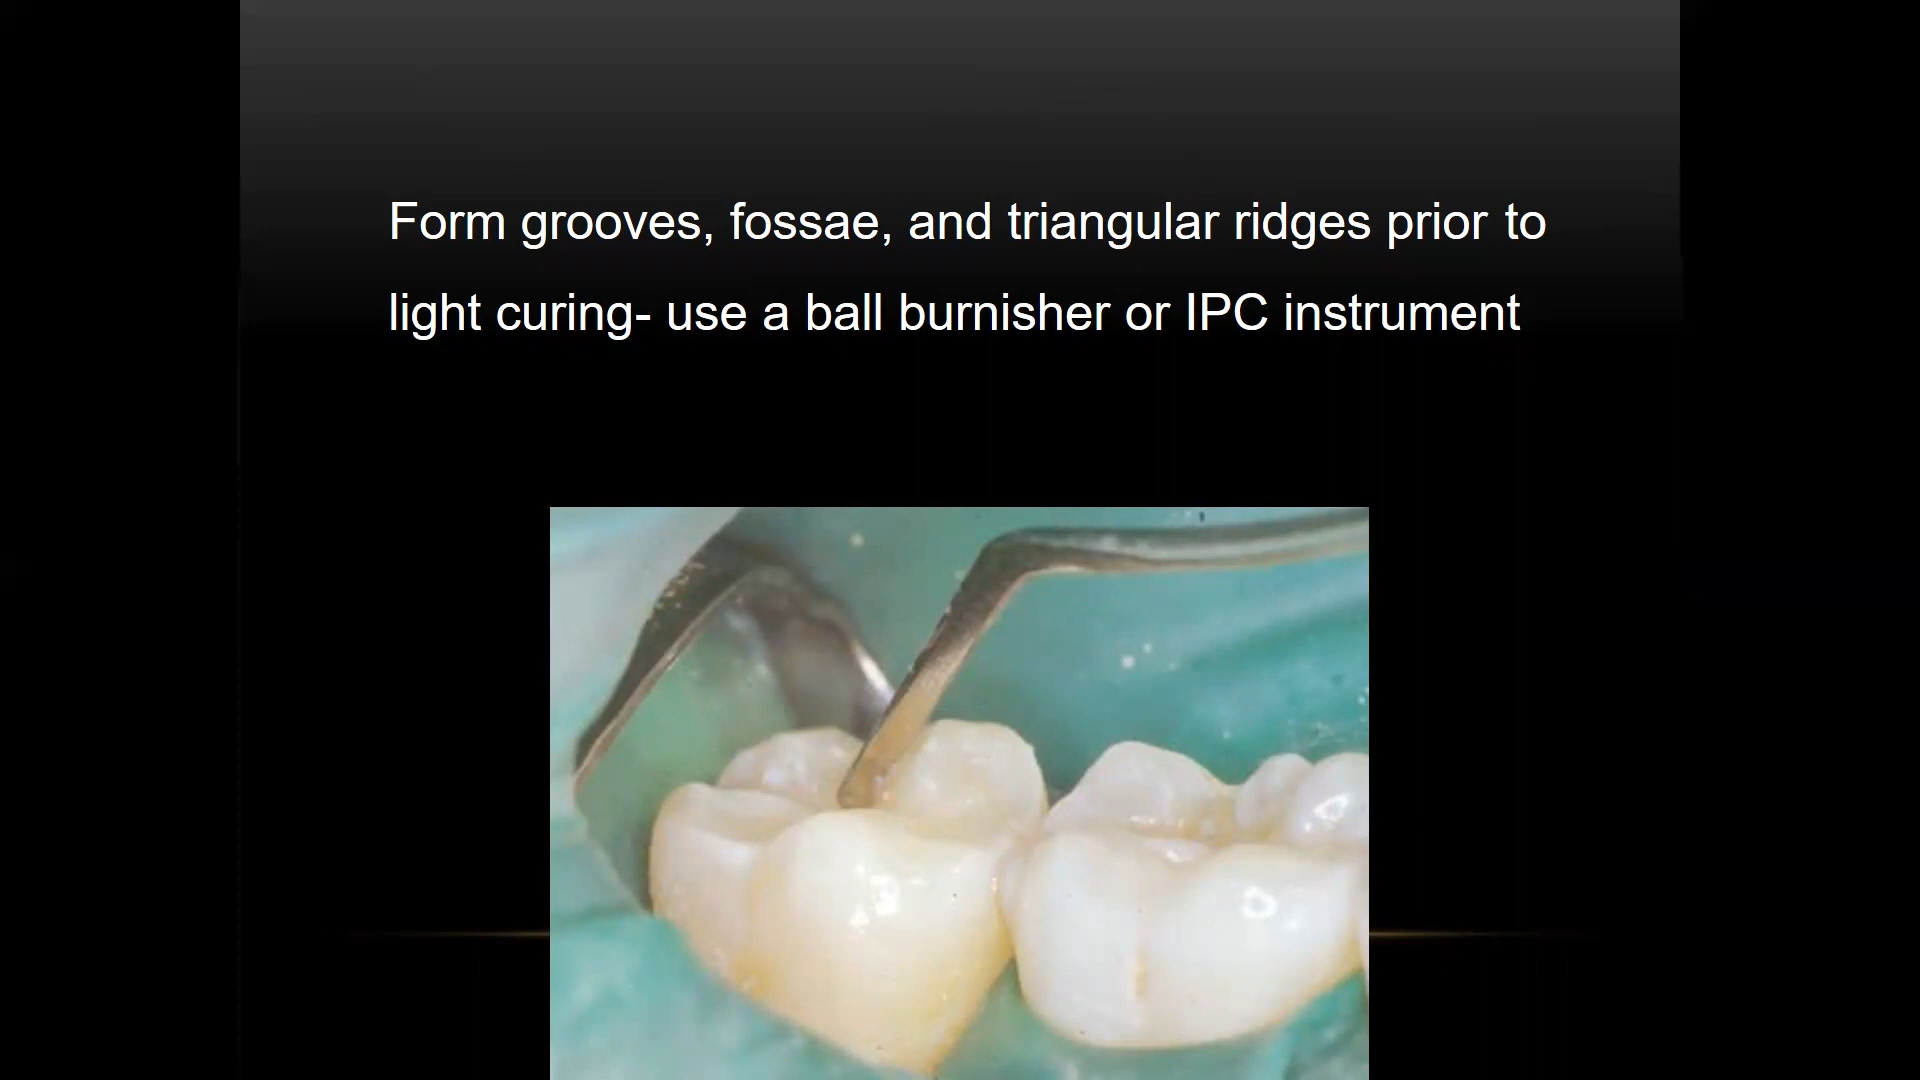 Form grooves, fossae, and triangular ridges prior to
light curing- use a ball burnisher or IPC instrument